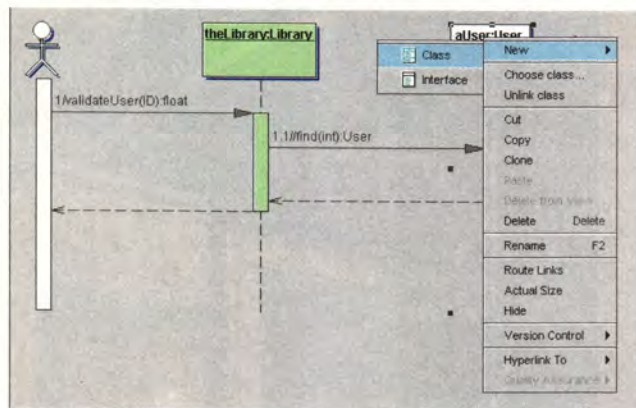 theLibrary:Library
aUser:User
1/validateUser(ID):float
1.1//find(int):User
Class
Interface
New
Choose class...
Unlink class
Cut
Copy
Clone
Paste
Delete from View
Delete Delete
Rename F2
Route Links
Actual Size
Hide
Version Control
Hyperlink To
Quality Assurance